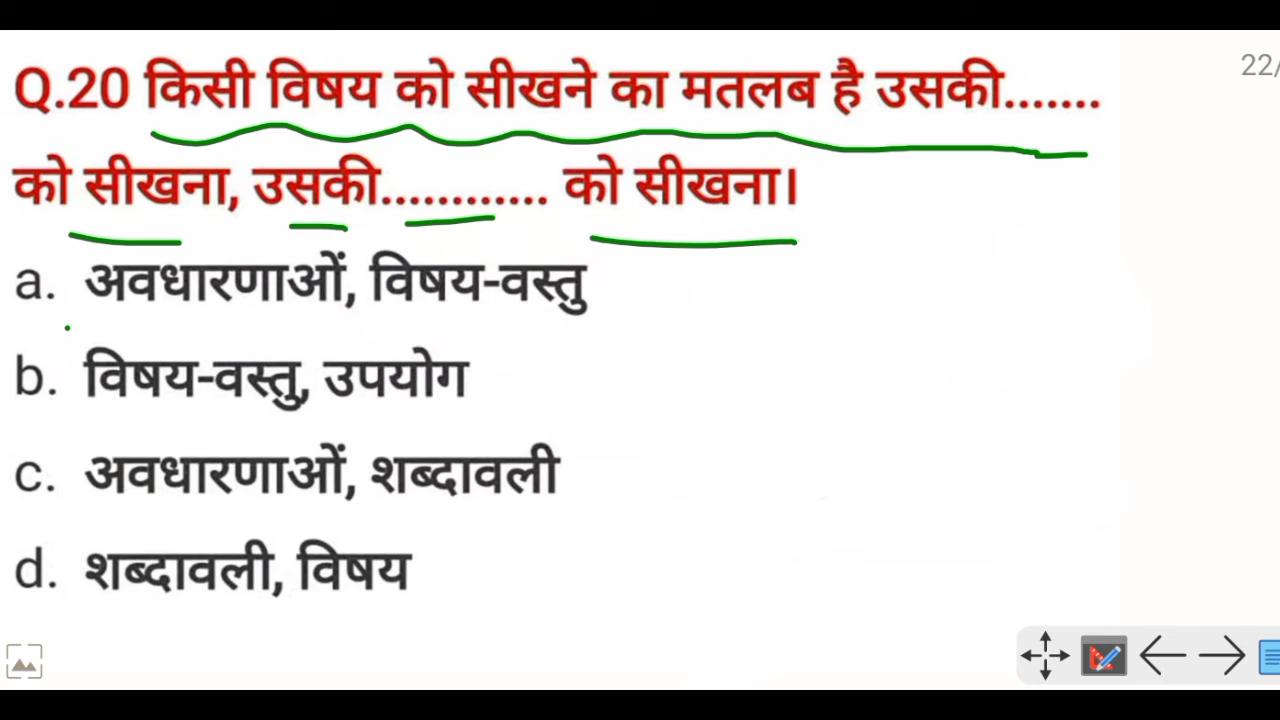 22/
Q.20 किसी विषय को सीखने का मतलब है उसकी.......
को सीखना, उसकी............ को सीखना।
a. अवधारणाओं, विषय-वस्तु
b. विषय-वस्तु, उपयोग
c. अवधारणाओं, शब्दावली
d. शब्दावली, विषय